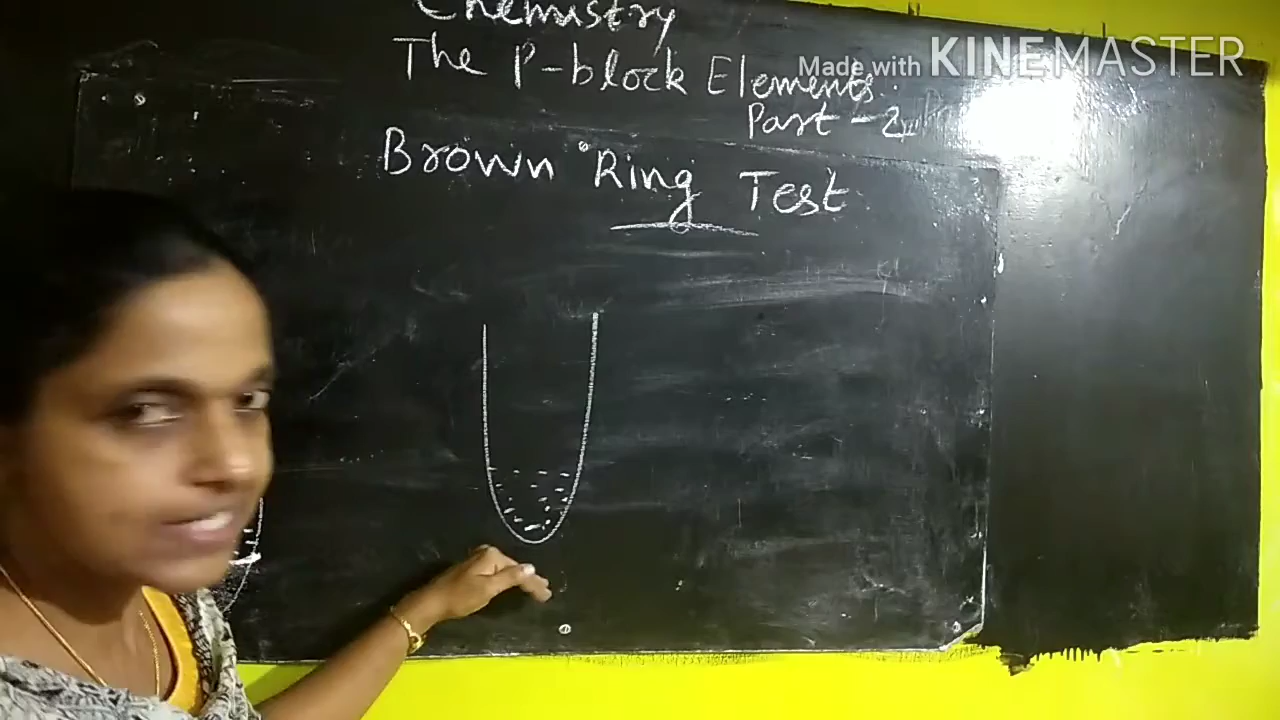 Chemistry
Made with KINEMASTER
The P-block Elements.
Part - 2
Brown Ring Test